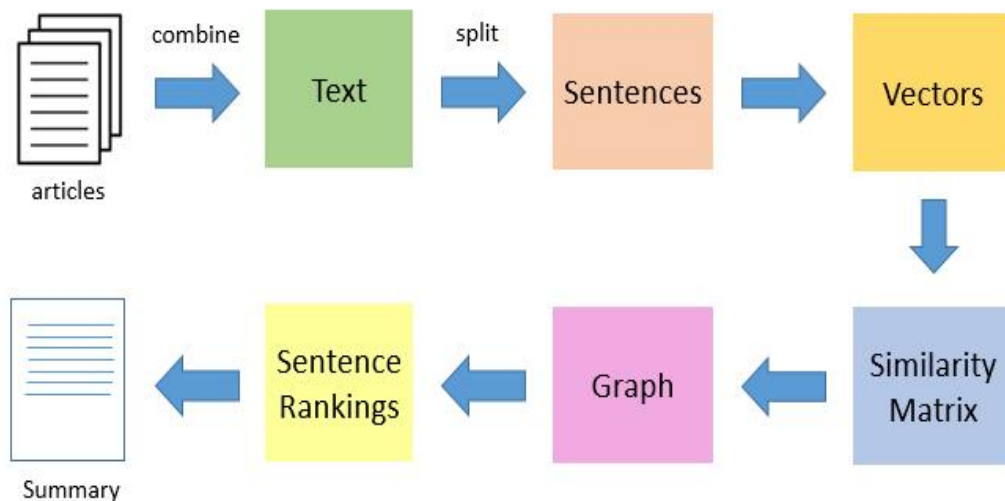 combine
split
Text
Sentences
Vectors
articles
Similarity
Matrix
Graph
Sentence
Rankings
Summary